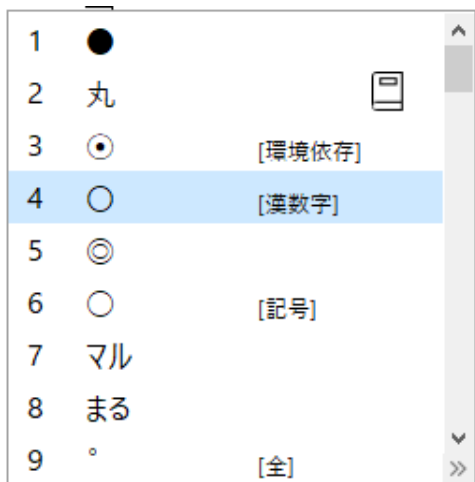 1 ●
2 丸
3 ☉ [環境依存]
4 〇 [漢数字]
5 ◎
6 ○ [記号]
7 マル
8 まる
9 ゜ [全]